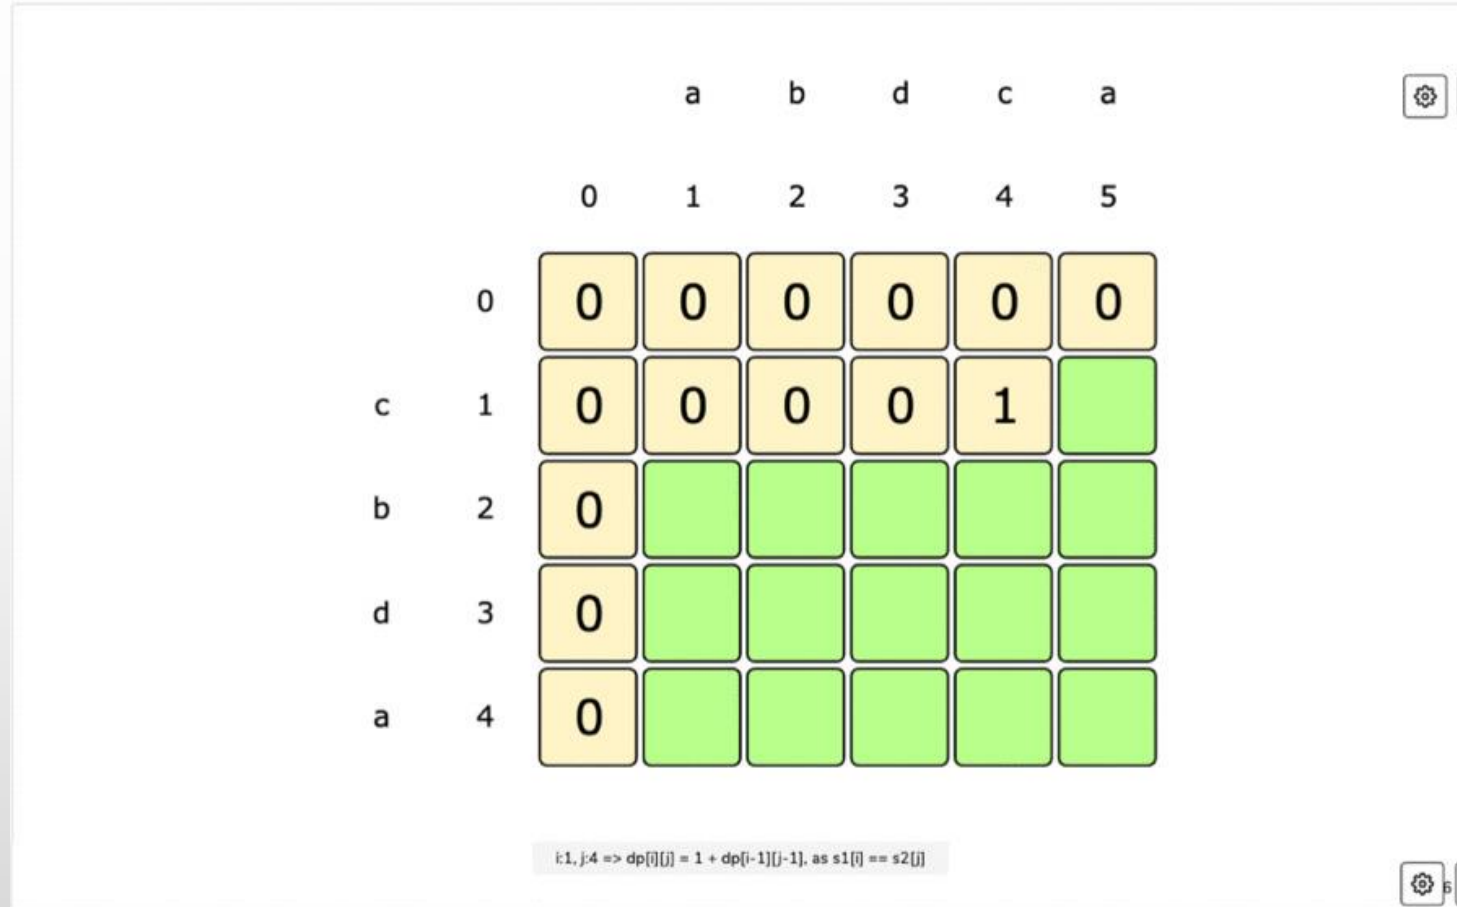 a b d c a
0 1 2 3 4 5
0 0 0 0 0 0 0
c 1 0 0 0 0 1
b 2 0
d 3 0
a 4 0
i:1, j:4 => dp[i][j] = 1 + dp[i-1][j-1], as s1[i] == s2[j]
6